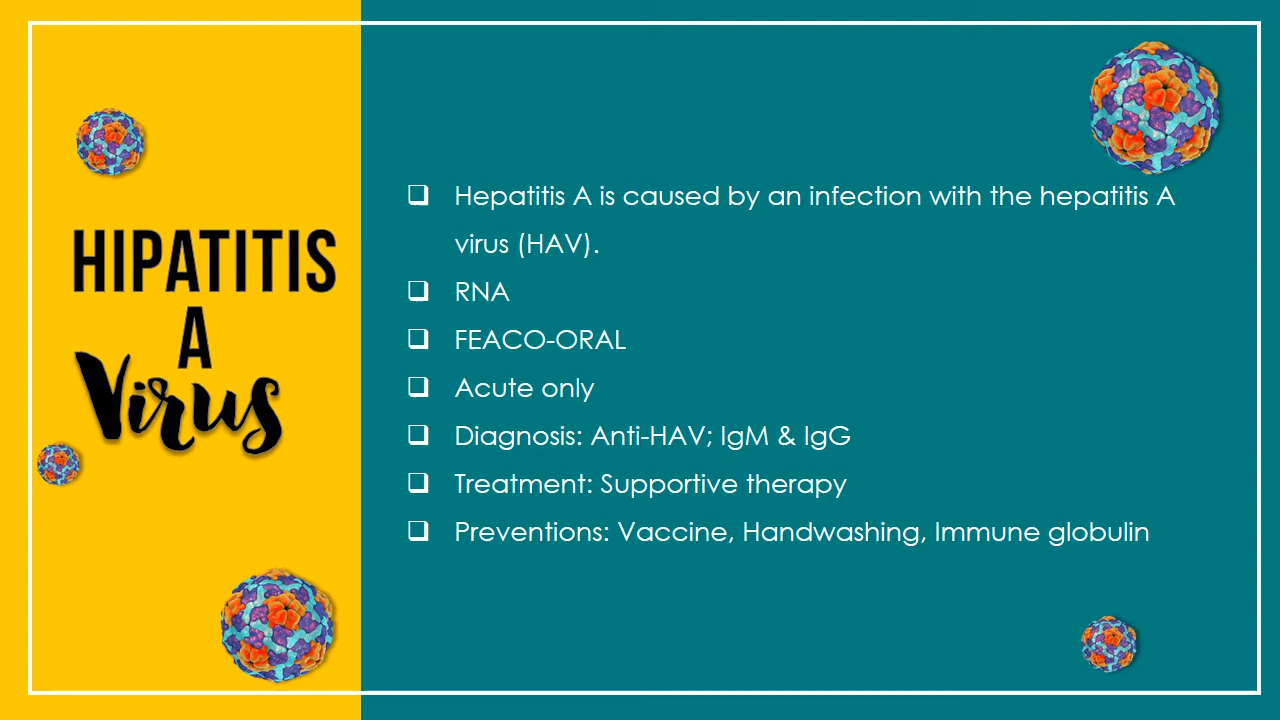 HIPATITIS
A
Virus
❑ Hepatitis A is caused by an infection with the hepatitis A
virus (HAV).
❑ RNA
❑ FEACO-ORAL
❑ Acute only
❑ Diagnosis: Anti-HAV; IgM & IgG
❑ Treatment: Supportive therapy
❑ Preventions: Vaccine, Handwashing, Immune globulin